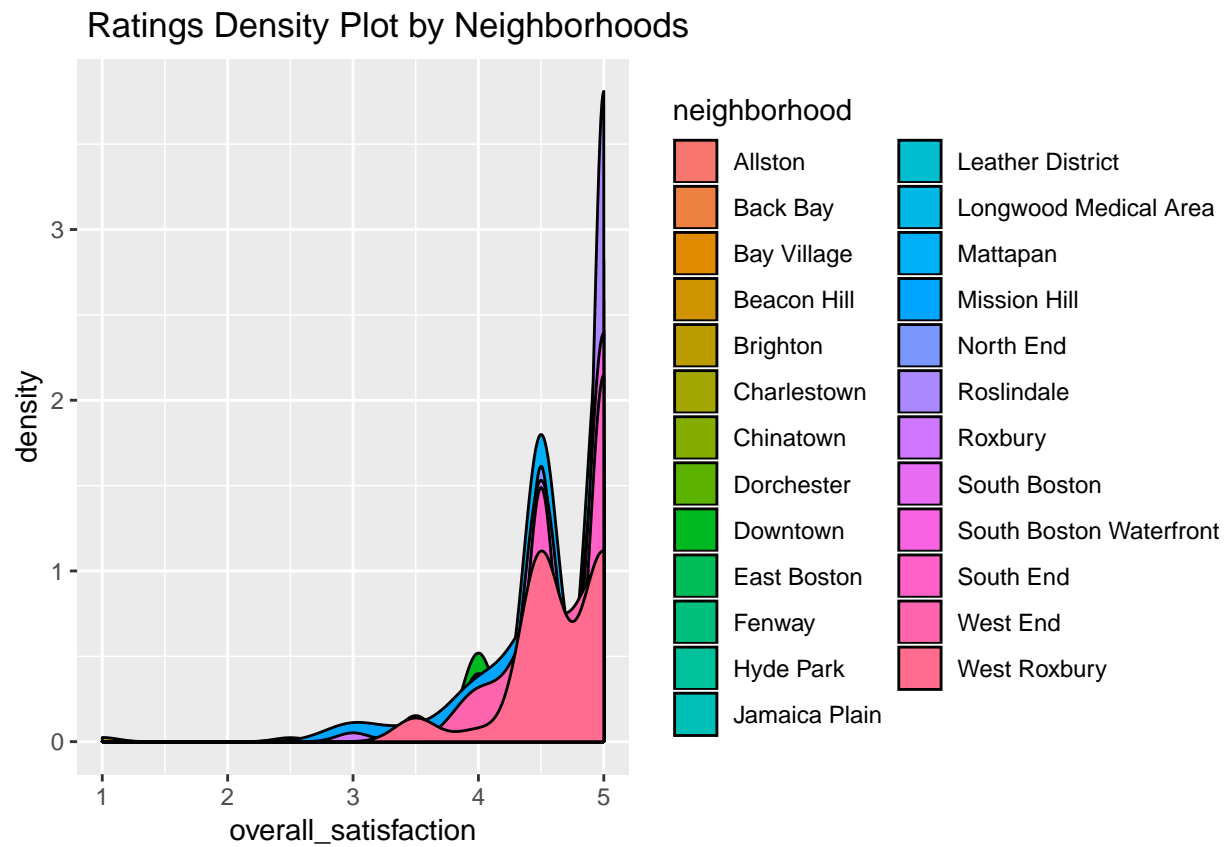 Ratings Density Plot by Neighborhoods
density
3
2
1
0
1 2 3 4 5
overall_satisfaction
neighborhood
Allston
Back Bay
Bay Village
Beacon Hill
Brighton
Charlestown
Chinatown
Dorchester
Downtown
East Boston
Fenway
Hyde Park
Jamaica Plain
Leather District
Longwood Medical Area
Mattapan
Mission Hill
North End
Roslindale
Roxbury
South Boston
South Boston Waterfront
South End
West End
West Roxbury